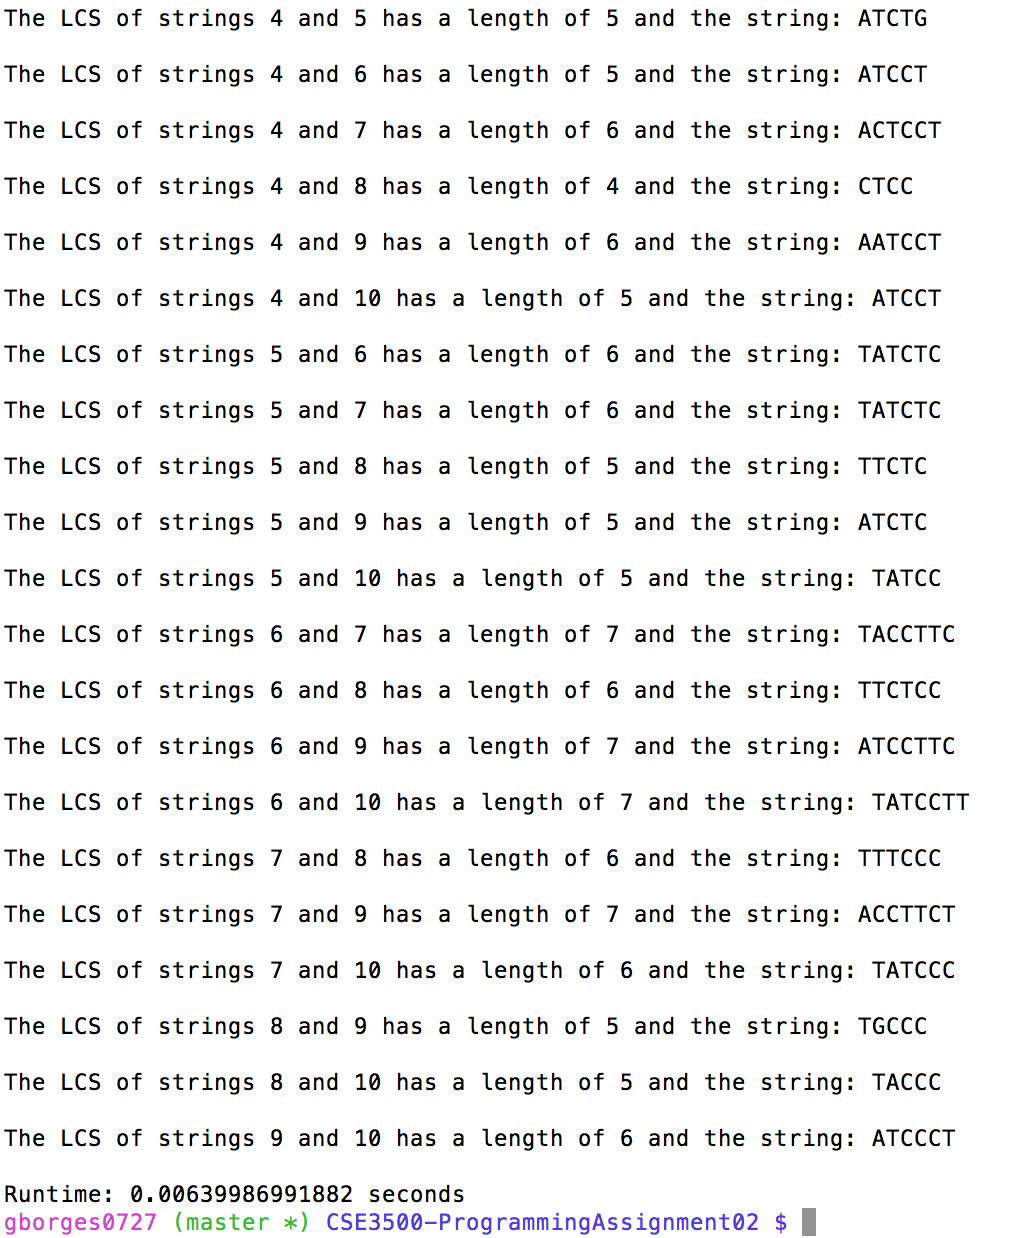 The LCS of strings 4 and 5 has a length of 5 and the string: ATCTG
The LCS of strings 4 and 6 has a length of 5 and the string: ATCCT
The LCS of strings 4 and 7 has a length of 6 and the string: ACTCCT
The LCS of strings 4 and 8 has a length of 4 and the string: CTCC
The LCS of strings 4 and 9 has a length of 6 and the string: AATCCT
The LCS of strings 4 and 10 has a length of 5 and the string: ATCCT
The LCS of strings 5 and 6 has a length of 6 and the string: TATCTC
The LCS of strings 5 and 7 has a length of 6 and the string: TATCTC
The LCS of strings 5 and 8 has a length of 5 and the string: TTCTC
The LCS of strings 5 and 9 has a length of 5 and the string: ATCTC
The LCS of strings 5 and 10 has a length of 5 and the string: TATCC
The LCS of strings 6 and 7 has a length of 7 and the string: TACCTTC
The LCS of strings 6 and 8 has a length of 6 and the string: TTCTCC
The LCS of strings 6 and 9 has a length of 7 and the string: ATCCTTC
The LCS of strings 6 and 10 has a length of 7 and the string: TATCCTT
The LCS of strings 7 and 8 has a length of 6 and the string: TTTCCC
The LCS of strings 7 and 9 has a length of 7 and the string: ACCTTCT
The LCS of strings 7 and 10 has a length of 6 and the string: TATCCC
The LCS of strings 8 and 9 has a length of 5 and the string: TGCCC
The LCS of strings 8 and 10 has a length of 5 and the string: TACCC
The LCS of strings 9 and 10 has a length of 6 and the string: ATCCCT
Runtime: 0.00639986991882 seconds
gborges0727 (master *) CSE3500-ProgrammingAssignment02 $